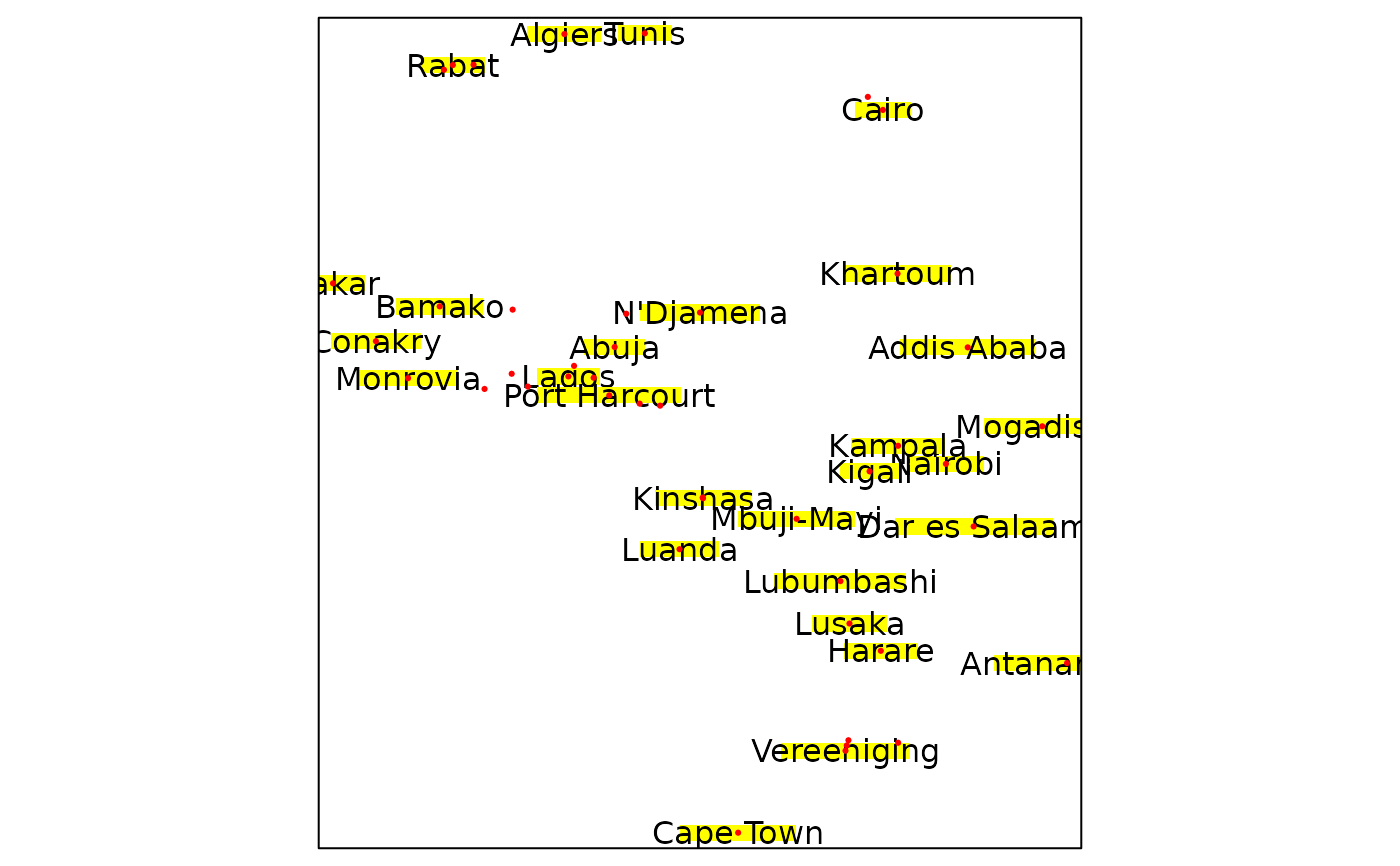 Algiers
Tunis
Rabat
Cairo
Khartoum
akar
Bamako
N'Djamena
Conakry
Abuja
Addis Ababa
Monrovia
Lagos
Port Harcourt
Mogadis
Kampala
Nairobi
Kigali
Kinshasa
Mbuji-Mayi
Dar es Salaam
Luanda
Lubumbashi
Lusaka
Harare
Antanar
Vereeniging
Cape Town